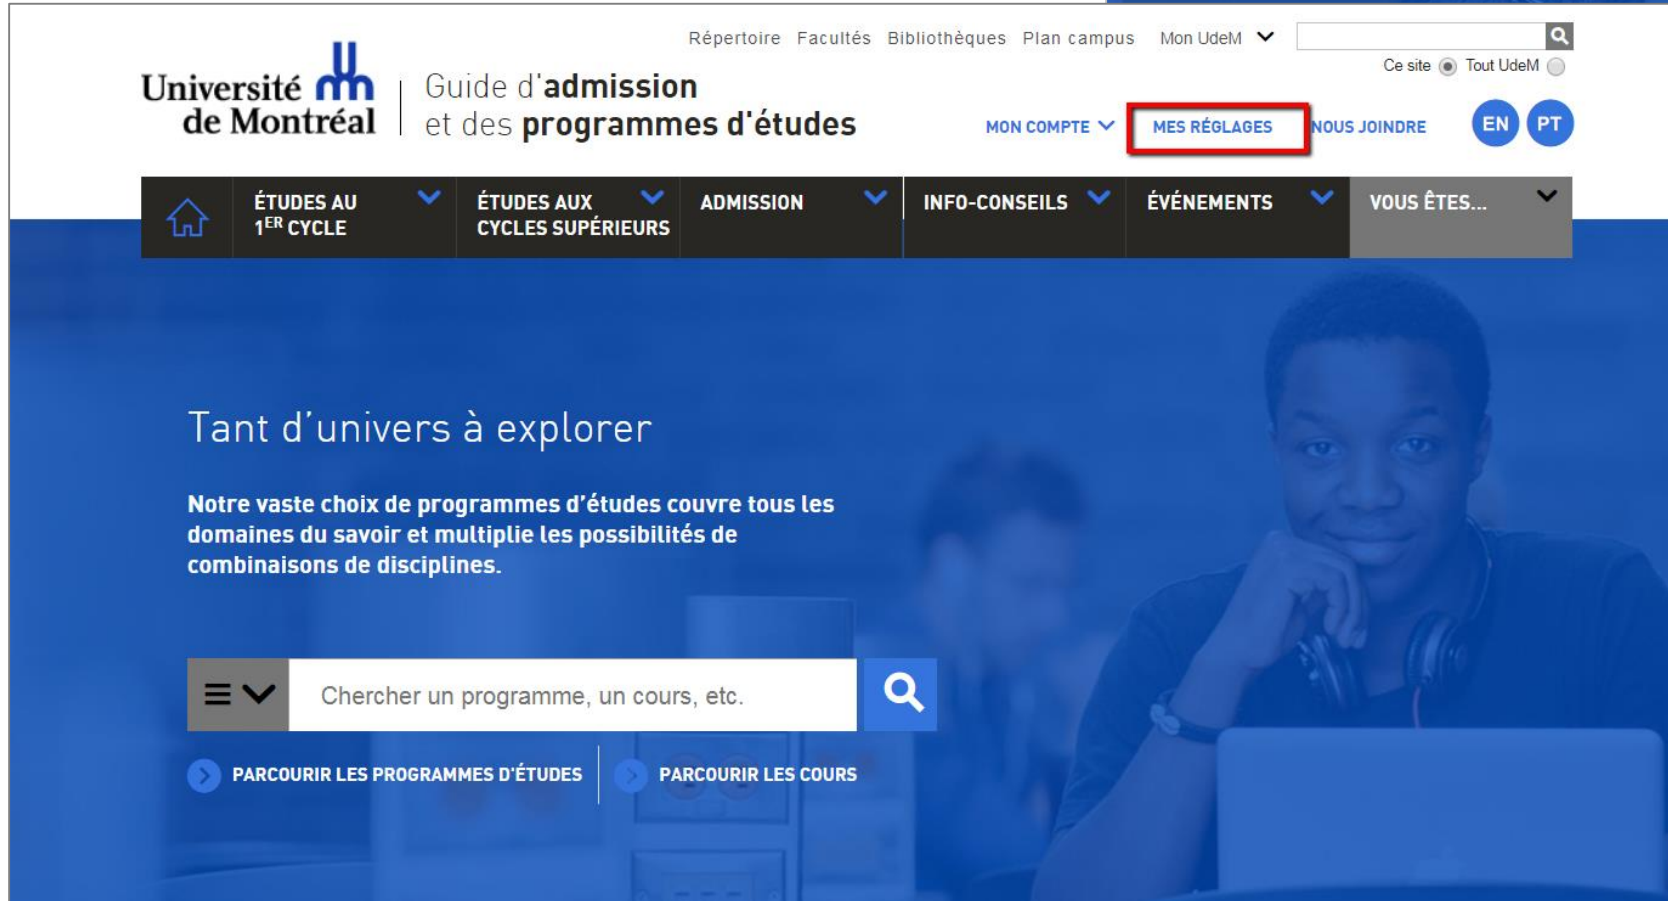 Répertoire Facultés Bibliothèques Plan campus Mon UdeM
Ce site Tout UdeM
Université
de Montréal
Guide d'admission
et des programmes d'études
MON COMPTE MES RÉGLAGES NOUS JOINDRE EN PT
ÉTUDES AU
1ER CYCLE
ÉTUDES AUX
CYCLES SUPÉRIEURS
ADMISSION
INFO-CONSEILS
ÉVÉNEMENTS
VOUS ÊTES...
Tant d'univers à explorer
Notre vaste choix de programmes d'études couvre tous les
domaines du savoir et multiplie les possibilités de
combinaisons de disciplines.
Chercher un programme, un cours, etc.
PARCOURIR LES PROGRAMMES D'ÉTUDES
PARCOURIR LES COURS